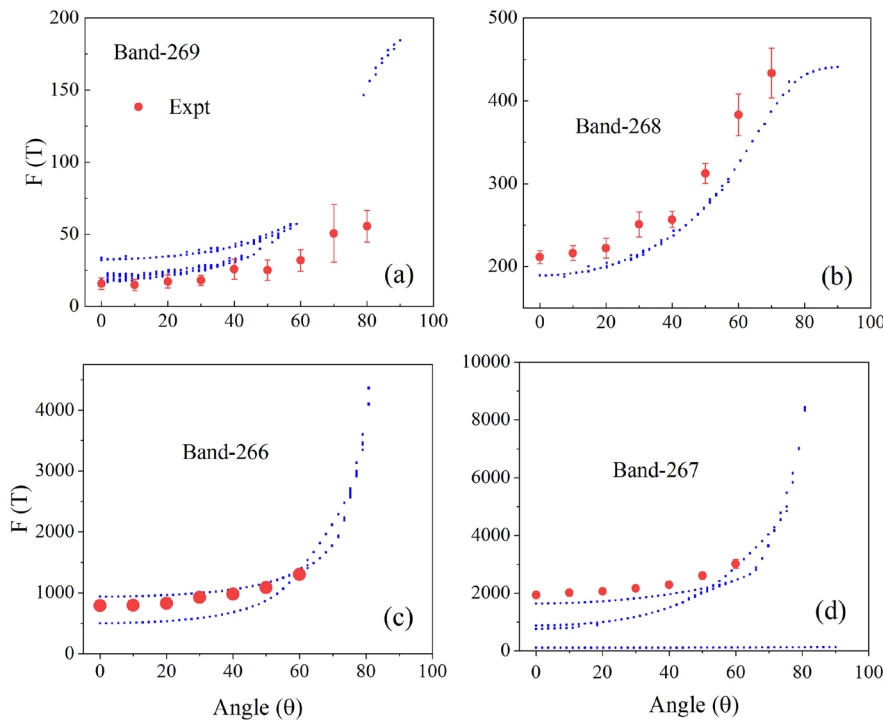 200
150
100
50
0
F (T)
Band-269
Expt
(a)
0 20 40 60 80 100
500
400
300
200
Band-268
(b)
0 20 40 60 80 100
4000
3000
2000
1000
0
F (T)
Band-266
(c)
0 20 40 60 80 100
Angle (θ)
10000
8000
6000
4000
2000
0
Band-267
(d)
0 20 40 60 80 100
Angle (θ)